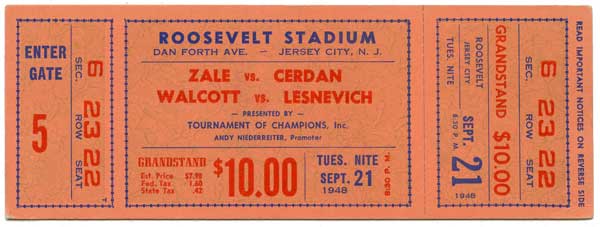 ENTER
GATE
5
SEC. 6
ROW 23
SEAT 22
ROOSEVELT STADIUM
DAN FORTH AVE. — JERSEY CITY, N. J.
ZALE vs. CERDAN
WALCOTT vs. LESNEVICH
— PRESENTED BY —
TOURNAMENT OF CHAMPIONS, Inc.
ANDY NIEDERREITER, Promoter
GRANDSTAND
Est. Price $7.98
Fed. Tax 1.60
State Tax .42
$10.00
TUES. NITE
SEPT. 21
1948
8:30 P. M.
ROOSEVELT
JERSEY CITY
TUES. NITE
8:30 P. M.
SEPT.
21
1948
GRANDSTAND $10.00
SEC. 6
ROW 23
SEAT 22
READ IMPORTANT NOTICES ON REVERSE SIDE